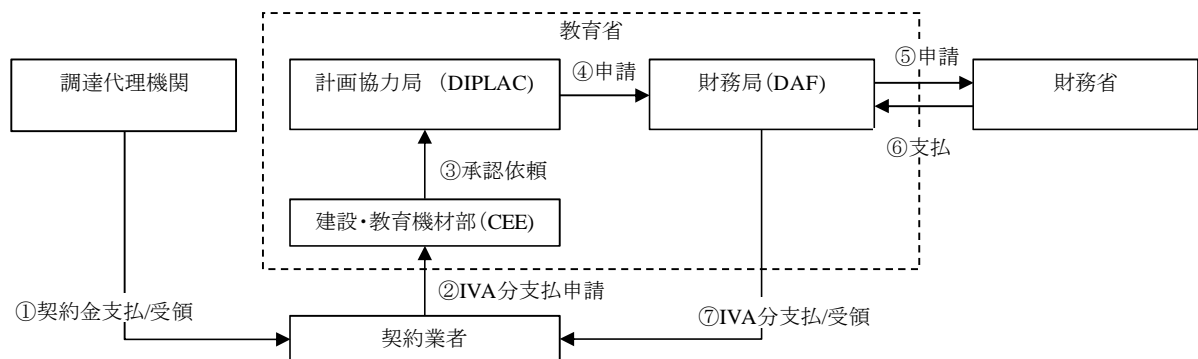 教育省
調達代理機関
計画協力局 (DIPLAC)
④申請
財務局(DAF)
⑤申請
財務省
⑥支払
③承認依頼
建設・教育機材部(CEE)
②IVA分支払申請
①契約金支払/受領
契約業者
⑦IVA分支払/受領